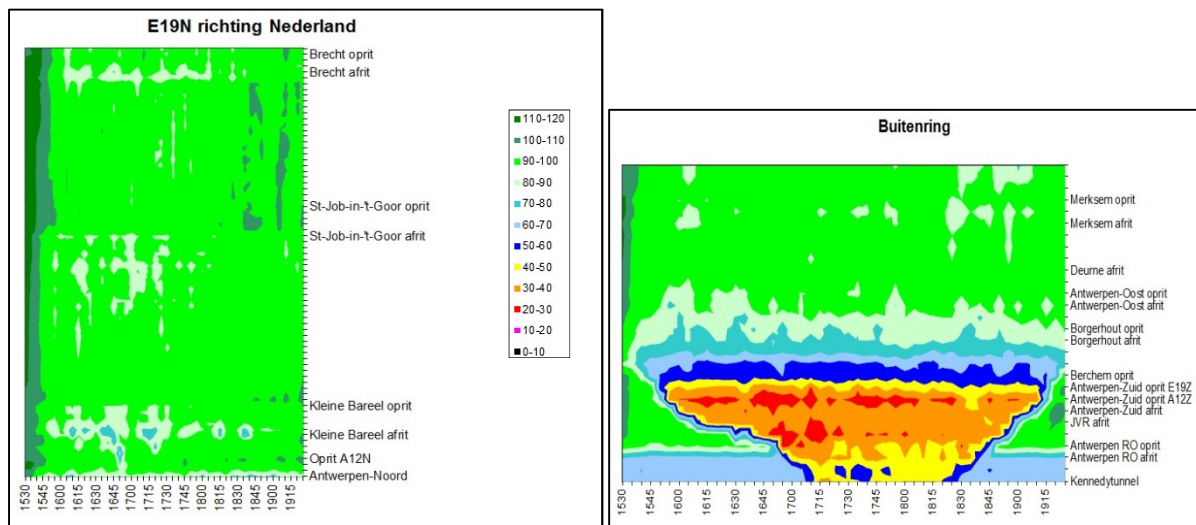 E19N richting Nederland
Brecht oprit
Brecht afrit
St-Job-in-'t-Goor oprit
St-Job-in-'t-Goor afrit
Kleine Bareel oprit
Kleine Bareel afrit
Oprit A12N
Antwerpen-Noord
1530
1545
1600
1615
1630
1645
1700
1715
1730
1745
1800
1815
1830
1845
1900
1915
110-120
100-110
90-100
80-90
70-80
60-70
50-60
40-50
30-40
20-30
10-20
0-10
Buitenring
Merksem oprit
Merksem afrit
Deurne afrit
Antwerpen-Oost oprit
Antwerpen-Oost afrit
Borgerhout oprit
Borgerhout afrit
Berchem oprit
Antwerpen-Zuid oprit E19Z
Antwerpen-Zuid oprit A12Z
Antwerpen-Zuid afrit
JVR afrit
Antwerpen RO oprit
Antwerpen RO afrit
Kennedytunnel
1530
1545
1600
1615
1630
1645
1700
1715
1730
1745
1800
1815
1830
1845
1900
1915